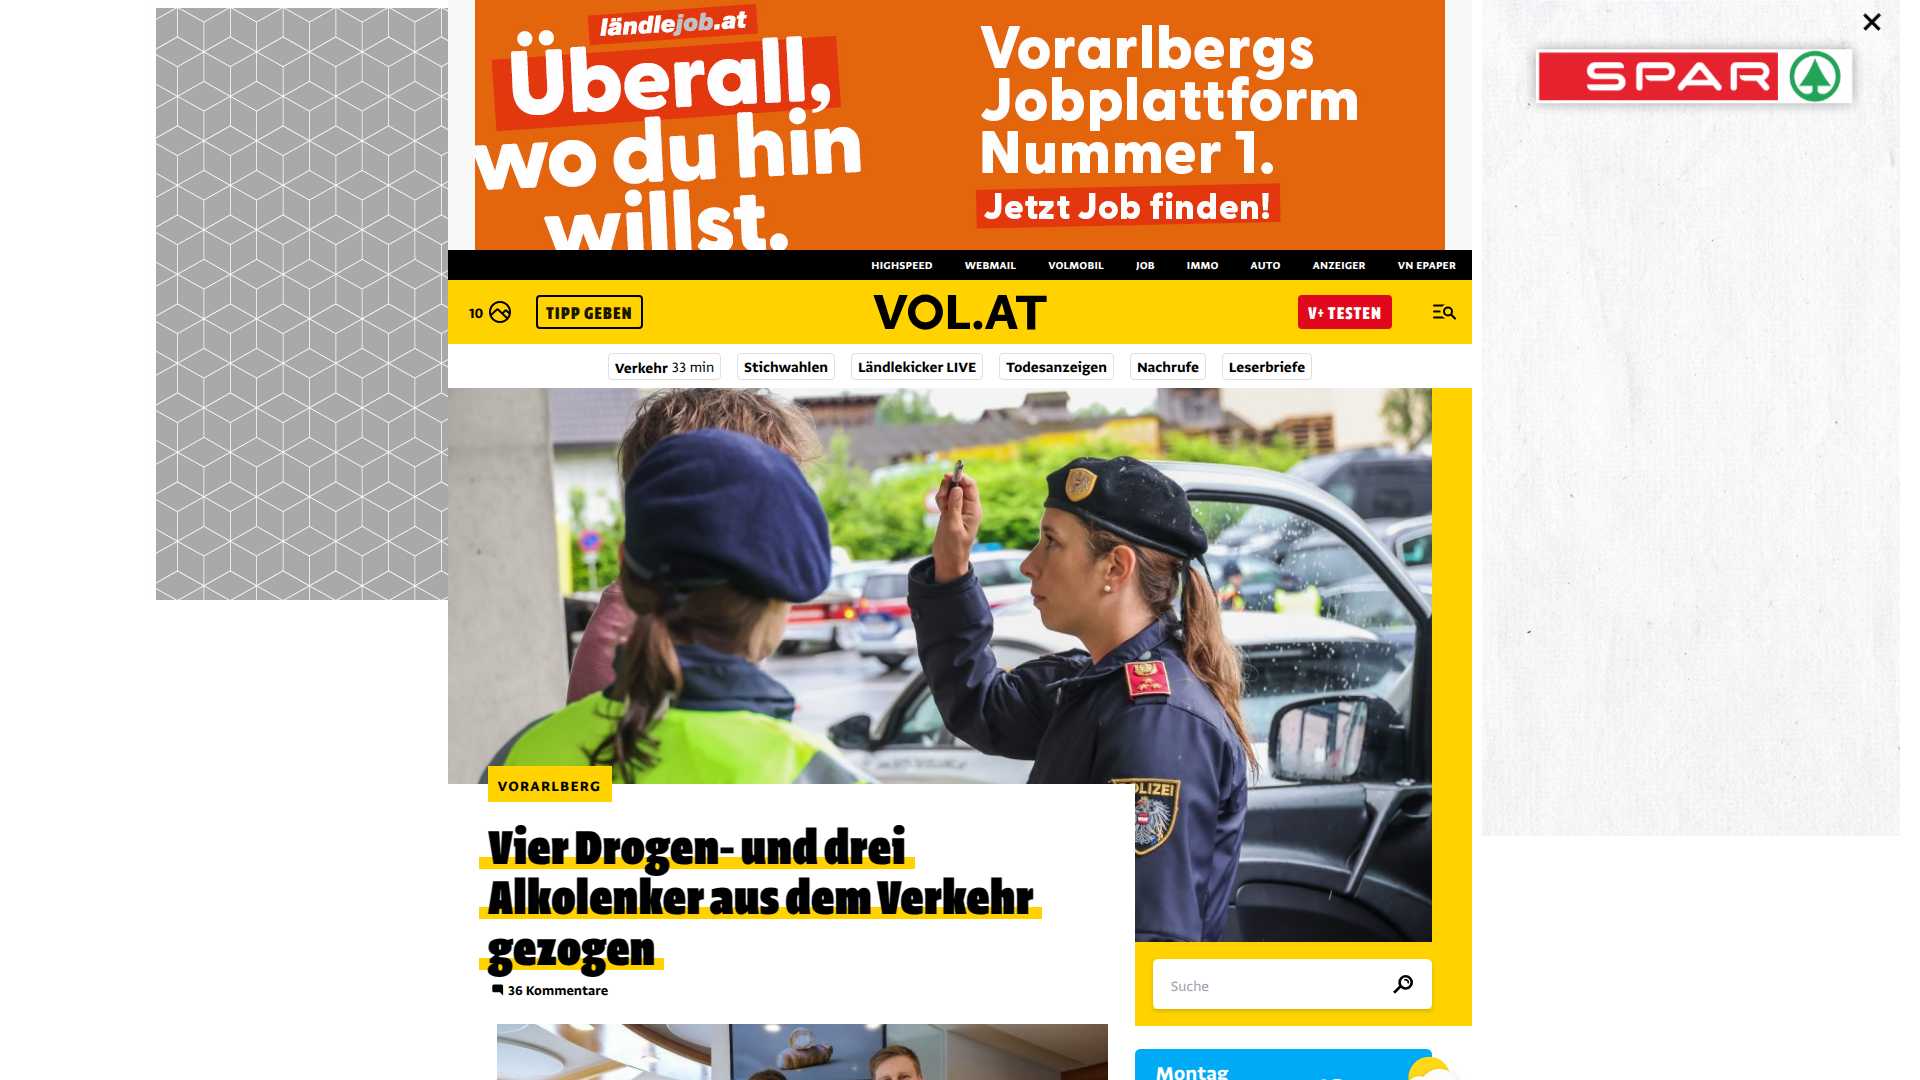 ländlejob.at
Überall,
wo du hin
willst.
Vorarlbergs
Jobplattform
Nummer 1.
Jetzt Job finden!
SPAR
HIGHSPEED WEBMAIL VOLMOBIL JOB IMMO AUTO ANZEIGER VN EPAPER
10 TIPP GEBEN VOL.AT V+ TESTEN
Verkehr 33 min Stichwahlen Ländlekicker LIVE Todesanzeigen Nachrufe Leserbriefe
POLIZEI
VORARLBERG
Vier Drogen- und drei
Alkolenker aus dem Verkehr
gezogen
36 Kommentare
Suche
Montag